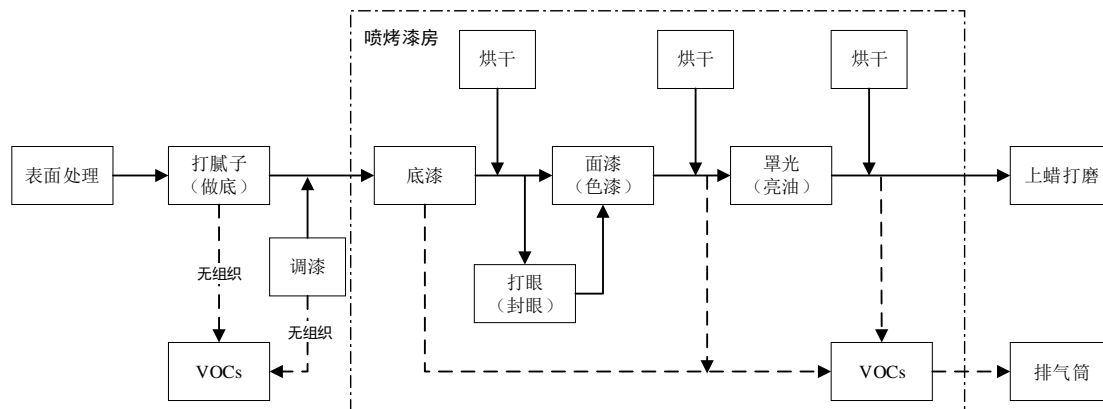 喷烤漆房
烘干
烘干
烘干
表面处理
打腻子
（做底）
底漆
面漆
（色漆）
罩光
（亮油）
上蜡打磨
调漆
打眼
（封眼）
无组织
无组织
VOCs
VOCs
排气筒